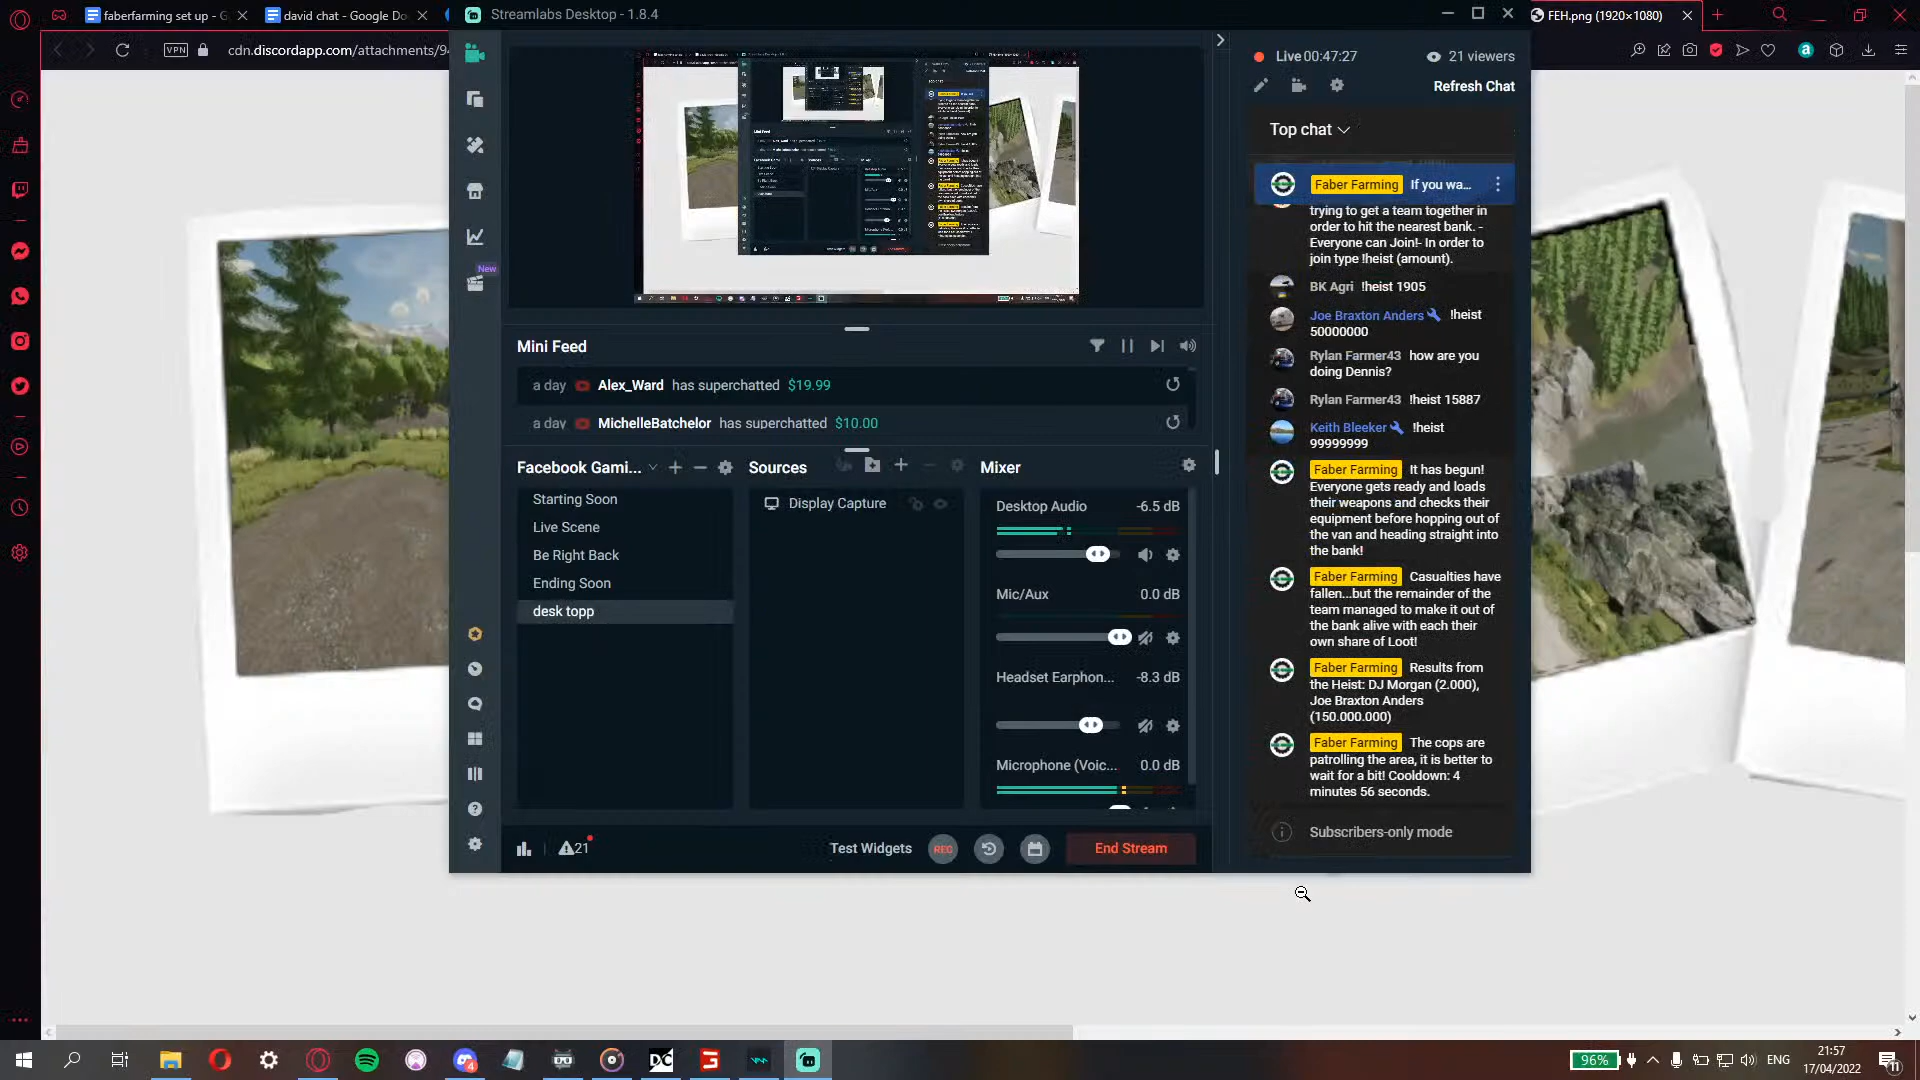 faberfarming set up - G
david chat - Google Do
Streamlabs Desktop - 1.8.4
FEH.png (1920×1080)
VPN
cdn.discordapp.com/attachments/94
Live 00:47:27
21 viewers
Refresh Chat
Top chat
Faber Farming If you wa...
trying to get a team together in
order to hit the nearest bank. -
Everyone can Join!- In order to
join type !heist (amount).
BK Agri !heist 1905
Joe Braxton Anders !heist
50000000
Rylan Farmer43 how are you
doing Dennis?
Rylan Farmer43 !heist 15887
Keith Bleeker !heist
99999999
Faber Farming It has begun!
Everyone gets ready and loads
their weapons and checks their
equipment before hopping out of
the van and heading straight into
the bank!
Faber Farming Casualties have
fallen...but the remainder of the
team managed to make it out of
the bank alive with each their
own share of Loot!
Faber Farming Results from
the Heist: DJ Morgan (2.000),
Joe Braxton Anders
(150.000.000)
Faber Farming The cops are
patrolling the area, it is better to
wait for a bit! Cooldown: 4
minutes 56 seconds.
Subscribers-only mode
New
Mini Feed
a day Alex_Ward has superchatted $19.99
a day MichelleBatchelor has superchatted $10.00
Facebook Gami...
Starting Soon
Live Scene
Be Right Back
Ending Soon
desk topp
Sources
Display Capture
Mixer
Desktop Audio -6.5 dB
Mic/Aux 0.0 dB
Headset Earphon... -8.3 dB
Microphone (Voic... 0.0 dB
21
Test Widgets
REC
End Stream
4
DC
96%
ENG
21:57
17/04/2022
11